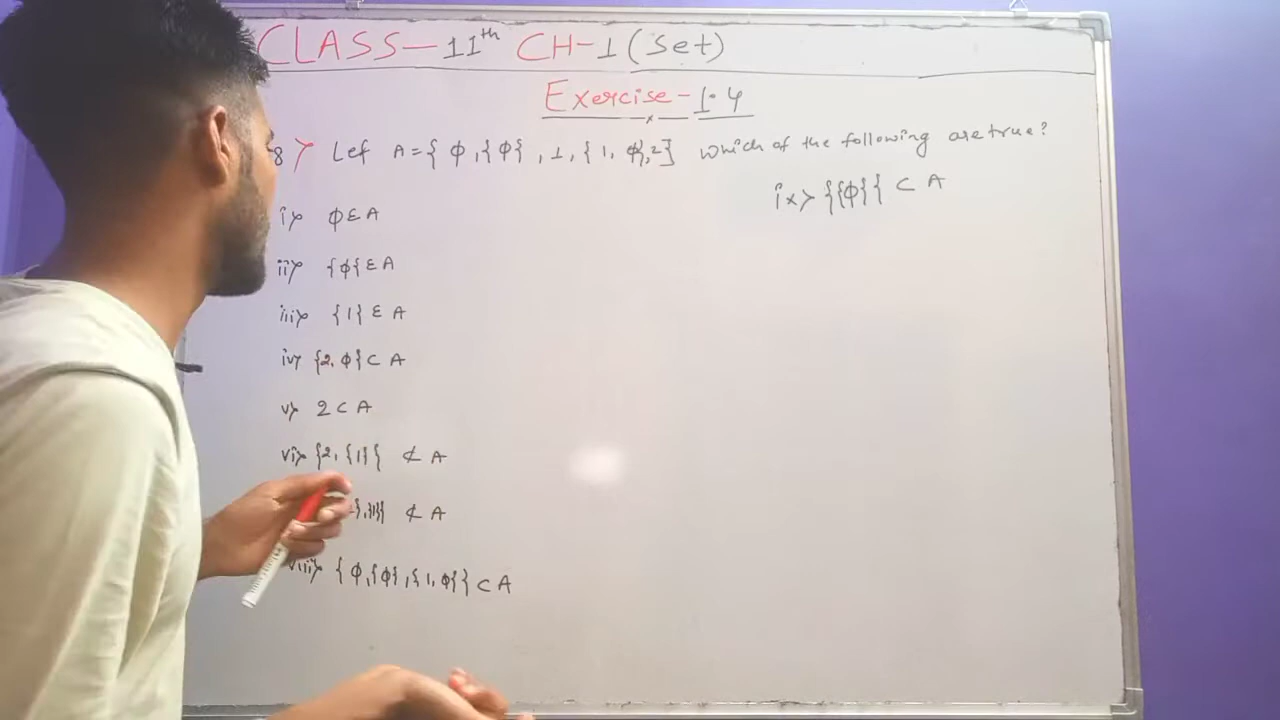 CLASS-11th CH-1 (Set)
Exercise-1.4
8> Let A={ ϕ,{ϕ} ,1,{1,ϕ},2} which of the following are true?
i> ϕ ε A
ii> {ϕ{ ε A
iii> {1} ε A
iv> {2,ϕ} ⊂ A
v> 2 ⊂ A
vi> {2,{1}{ ⊄ A
,{1}} ⊄ A
viii> { ϕ,{ϕ},{1,ϕ}} ⊂ A
ix> {{ϕ}{ ⊂ A